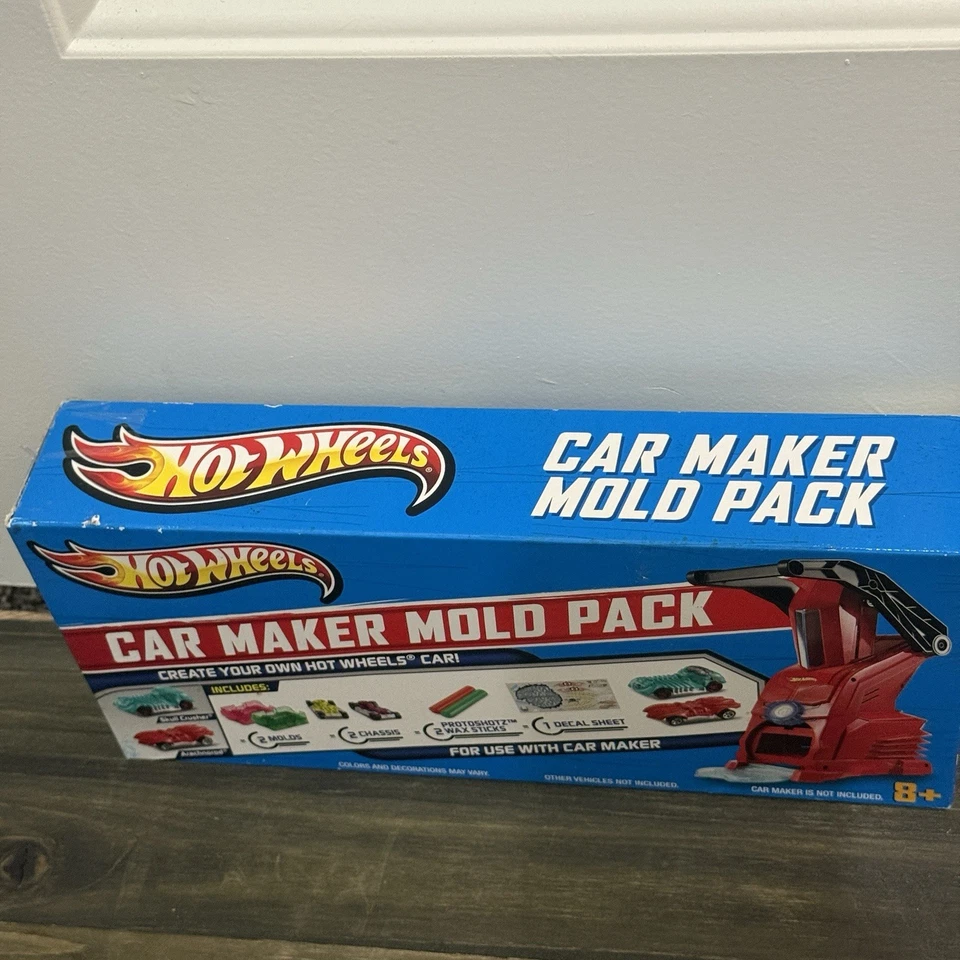 HOT WHEELS®
CAR MAKER
MOLD PACK
HOT WHEELS®
CAR MAKER MOLD PACK
CREATE YOUR OWN HOT WHEELS® CAR!
INCLUDES:
Skull Crusher™
Arachnorod™
2 MOLDS
2 CHASSIS
PROTOSHOTZ™
2 WAX STICKS
1 DECAL SHEET
FOR USE WITH CAR MAKER
COLORS AND DECORATIONS MAY VARY.
OTHER VEHICLES NOT INCLUDED.
CAR MAKER IS NOT INCLUDED.
8+